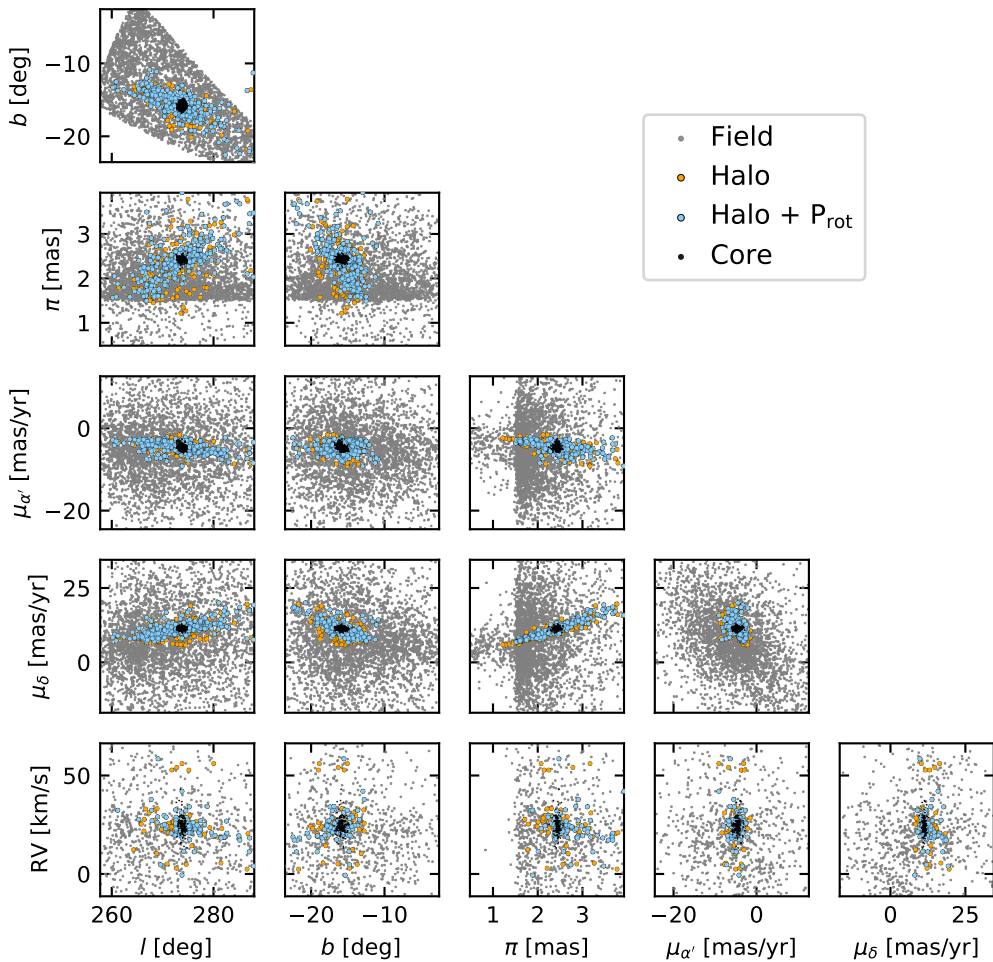 b [deg]
−10
−20
Field
Halo
Halo + P_rot
Core
π [mas]
3
2
1
μ_α′ [mas/yr]
0
−20
μ_δ [mas/yr]
25
0
RV [km/s]
50
0
260 280
−20 −10
1 2 3
−20 0
0 25
l [deg]
b [deg]
π [mas]
μ_α′ [mas/yr]
μ_δ [mas/yr]